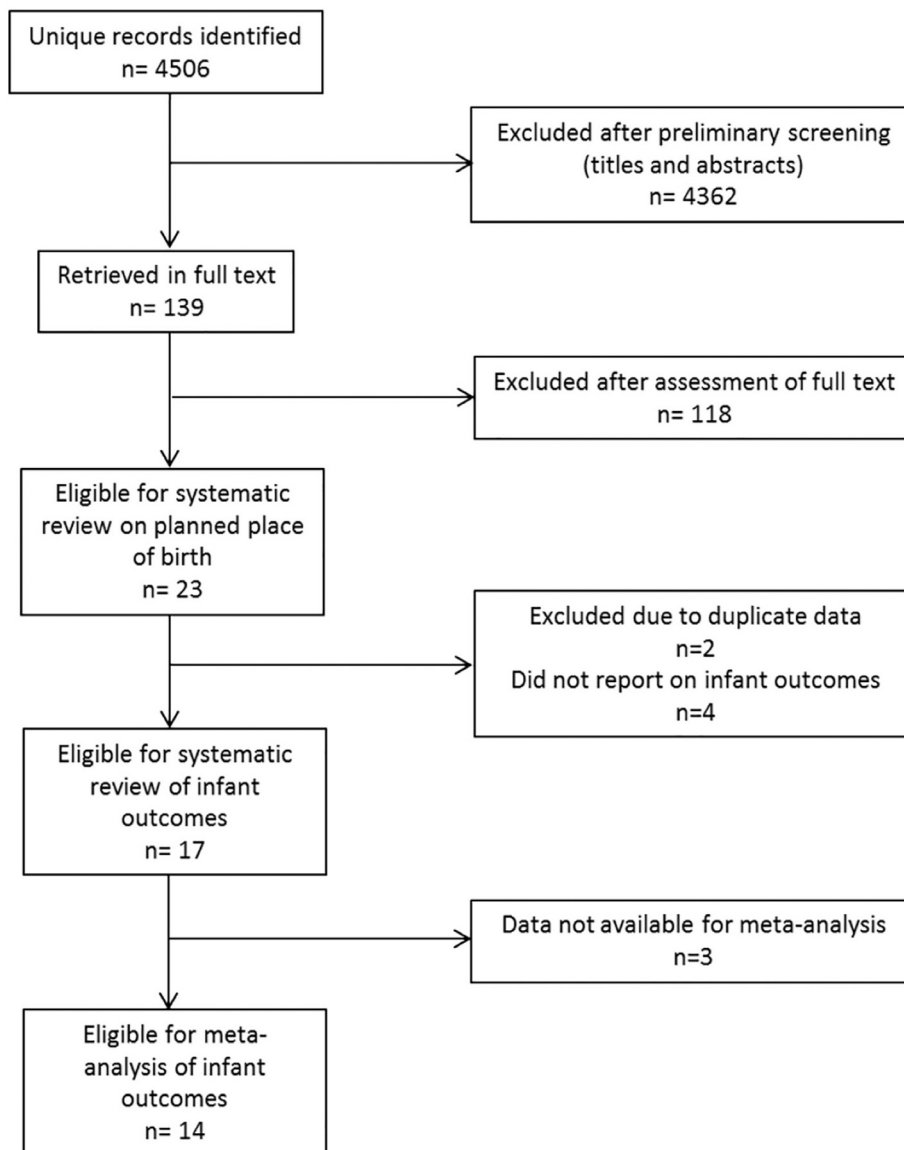 Unique records identified
n= 4506
Excluded after preliminary screening
(titles and abstracts)
n= 4362
Retrieved in full text
n= 139
Excluded after assessment of full text
n= 118
Eligible for systematic
review on planned place
of birth
n= 23
Excluded due to duplicate data
n=2
Did not report on infant outcomes
n=4
Eligible for systematic
review of infant
outcomes
n= 17
Data not available for meta-analysis
n=3
Eligible for meta-
analysis of infant
outcomes
n= 14